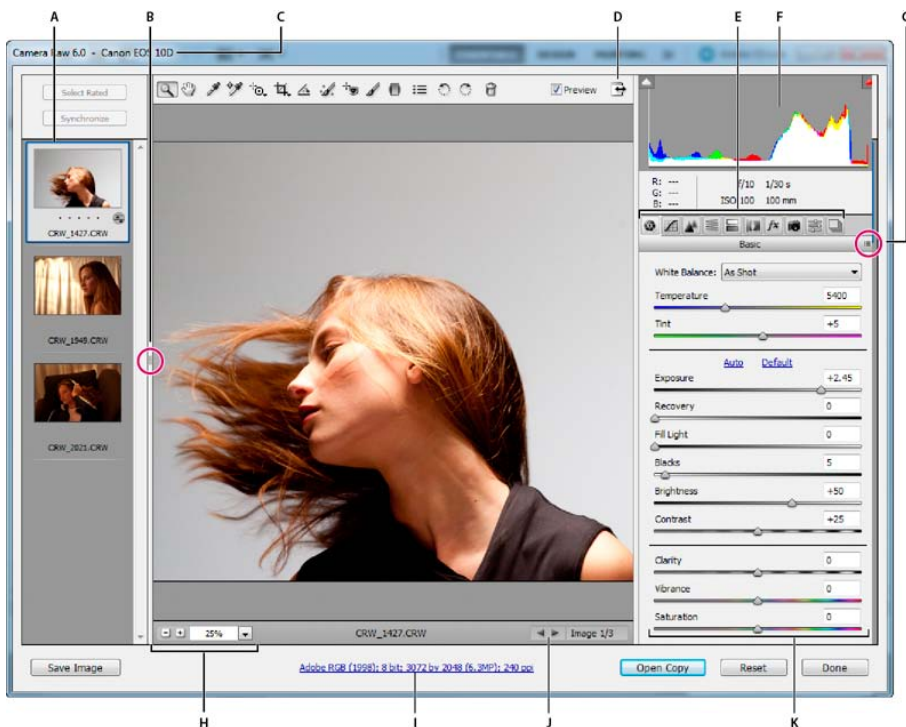 A B C D E F G
Camera Raw 6.0 - Canon EOS 10D
Select Rated
Synchronize
Preview
CRW_1427.CRW
CRW_1949.CRW
CRW_2021.CRW
R: ---
G: ---
B: ---
f/10 1/30 s
ISO 100 100 mm
fx
Basic
White Balance: As Shot
Temperature 5400
Tint +5
Auto Default
Exposure +2.45
Recovery 0
Fill Light 0
Blacks 5
Brightness +50
Contrast +25
Clarity 0
Vibrance 0
Saturation 0
25% CRW_1427.CRW Image 1/3
Save Image Adobe RGB (1998); 8 bit; 3072 by 2048 (6.3MP); 240 ppi Open Copy Reset Done
H I J K